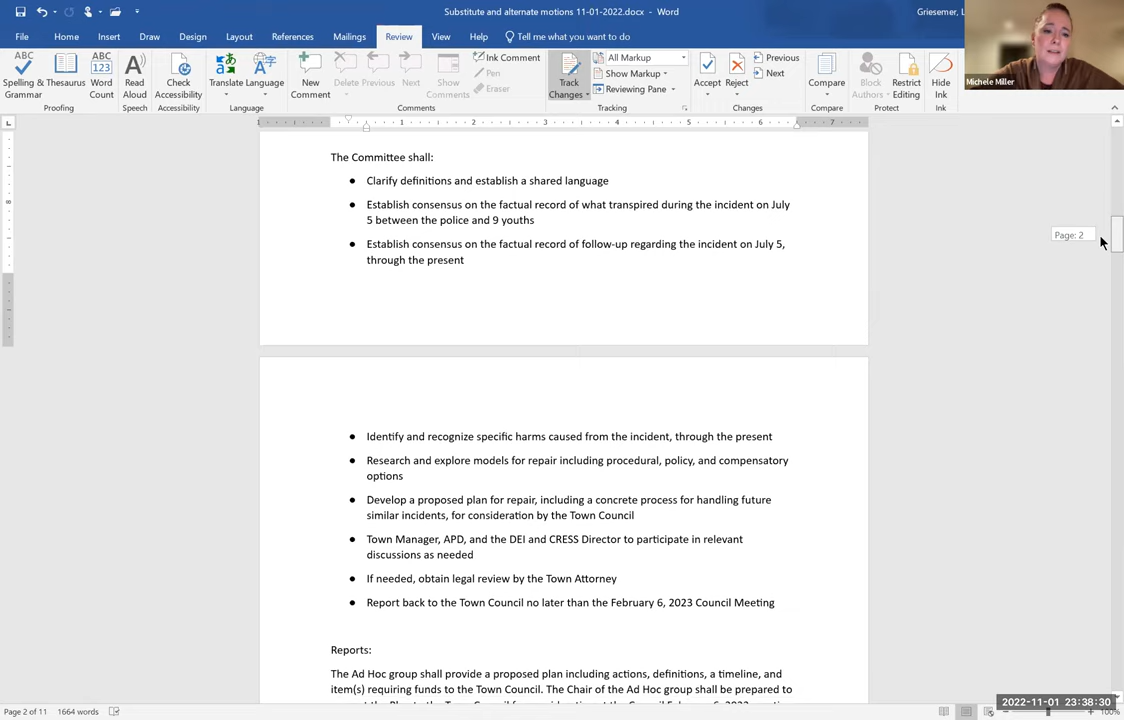 Substitute and alternate motions 11-01-2022.docx - Word
Griesemer, L
File Home Insert Draw Design Layout References Mailings Review View Help Tell me what you want to do
Michele Miller
Spelling & Grammar
Thesaurus
Word Count
Read Aloud
Check Accessibility
Translate
Language
New Comment
Delete
Previous
Next
Show Comments
Ink Comment
Pen
Eraser
Track Changes
All Markup
Show Markup
Reviewing Pane
Accept
Reject
Previous
Next
Compare
Block Authors
Restrict Editing
Hide Ink
Proofing Speech Accessibility Language Comments Tracking Changes Compare Protect Ink
1 2 3 4 5 6 7
The Committee shall:
● Clarify definitions and establish a shared language
● Establish consensus on the factual record of what transpired during the incident on July
5 between the police and 9 youths
● Establish consensus on the factual record of follow-up regarding the incident on July 5,
through the present
Page: 2
● Identify and recognize specific harms caused from the incident, through the present
● Research and explore models for repair including procedural, policy, and compensatory
options
● Develop a proposed plan for repair, including a concrete process for handling future
similar incidents, for consideration by the Town Council
● Town Manager, APD, and the DEI and CRESS Director to participate in relevant
discussions as needed
● If needed, obtain legal review by the Town Attorney
● Report back to the Town Council no later than the February 6, 2023 Council Meeting
Reports:
The Ad Hoc group shall provide a proposed plan including actions, definitions, a timeline, and
item(s) requiring funds to the Town Council. The Chair of the Ad Hoc group shall be prepared to
Page 2 of 11 1664 words
2022-11-01 23:38:30
100%